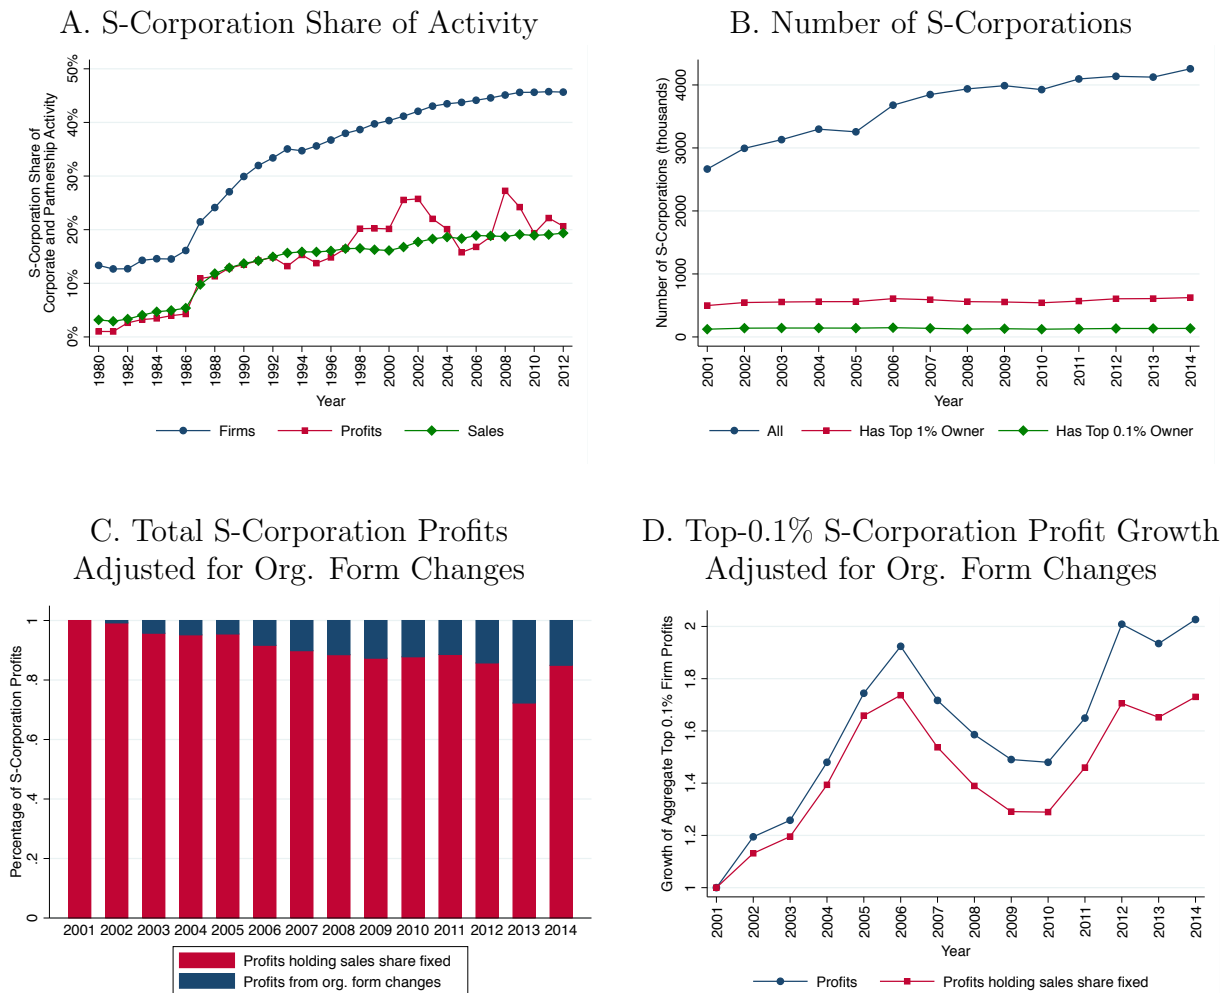 A. S-Corporation Share of Activity
S-Corporation Share of
Corporate and Partnership Activity
50%
40%
30%
20%
10%
0%
1980 1982 1984 1986 1988 1990 1992 1994 1996 1998 2000 2002 2004 2006 2008 2010 2012
Year
Firms Profits Sales
B. Number of S-Corporations
Number of S-Corporations (thousands)
4000
3000
2000
1000
0
2001 2002 2003 2004 2005 2006 2007 2008 2009 2010 2011 2012 2013 2014
Year
All Has Top 1% Owner Has Top 0.1% Owner
C. Total S-Corporation Profits
Adjusted for Org. Form Changes
Percentage of S-Corporation Profits
1
.8
.6
.4
.2
0
2001 2002 2003 2004 2005 2006 2007 2008 2009 2010 2011 2012 2013 2014
Profits holding sales share fixed
Profits from org. form changes
D. Top-0.1% S-Corporation Profit Growth
Adjusted for Org. Form Changes
Growth of Aggregate Top 0.1% Firm Profits
2
1.8
1.6
1.4
1.2
1
2001 2002 2003 2004 2005 2006 2007 2008 2009 2010 2011 2012 2013 2014
Year
Profits Profits holding sales share fixed